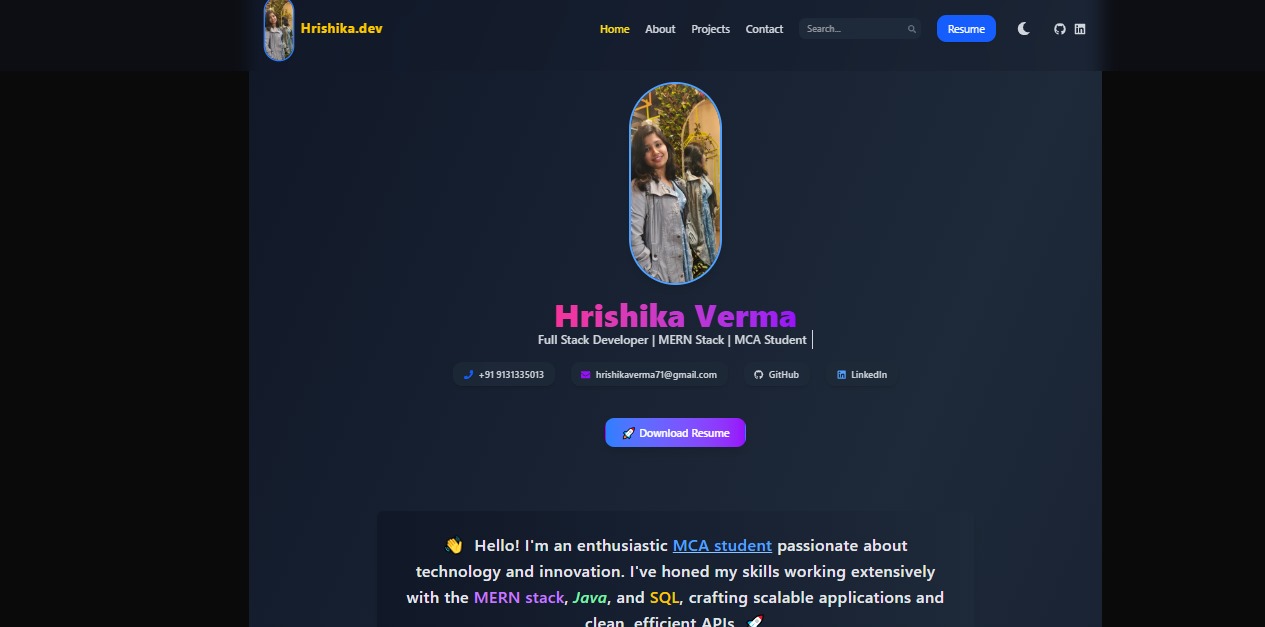 Hrishika.dev
Home About Projects Contact Search... Resume
Hrishika Verma
Full Stack Developer | MERN Stack | MCA Student
+91 9131335013 hrishikaverma71@gmail.com GitHub LinkedIn
🚀 Download Resume
👋 Hello! I'm an enthusiastic MCA student passionate about
technology and innovation. I've honed my skills working extensively
with the MERN stack, Java, and SQL, crafting scalable applications and
clean, efficient APIs. 🚀